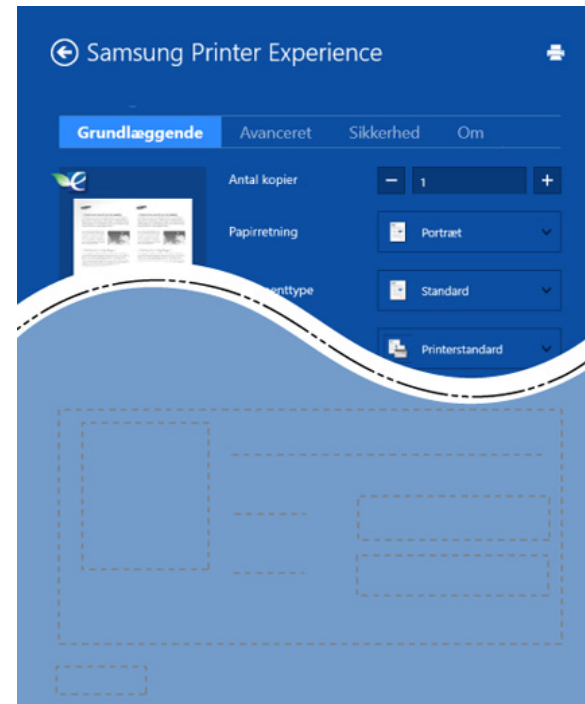 Samsung Printer Experience
Grundlæggende Avanceret Sikkerhed Om
Antal kopier 1
Papirretning Portræt
Standard
Printerstandard